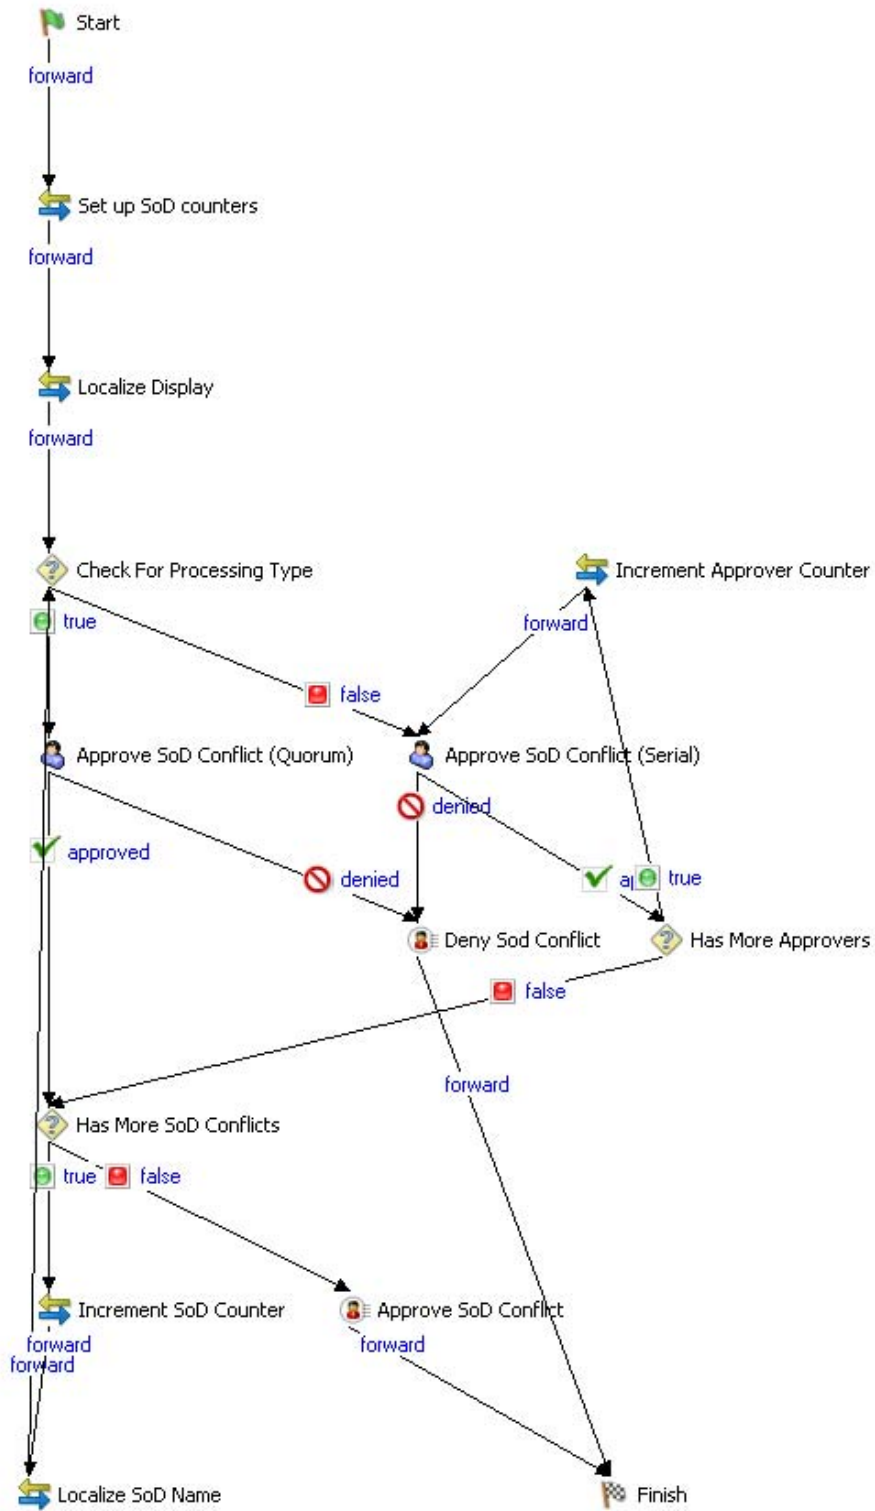 Start
forward
Set up SoD counters
forward
Localize Display
forward
Check For Processing Type
Increment Approver Counter
true
forward
false
Approve SoD Conflict (Quorum)
Approve SoD Conflict (Serial)
denied
approved
denied
true
Deny Sod Conflict
Has More Approvers
false
forward
Has More SoD Conflicts
true
false
Increment SoD Counter
Approve SoD Conflict
forward
forward
forward
Localize SoD Name
Finish